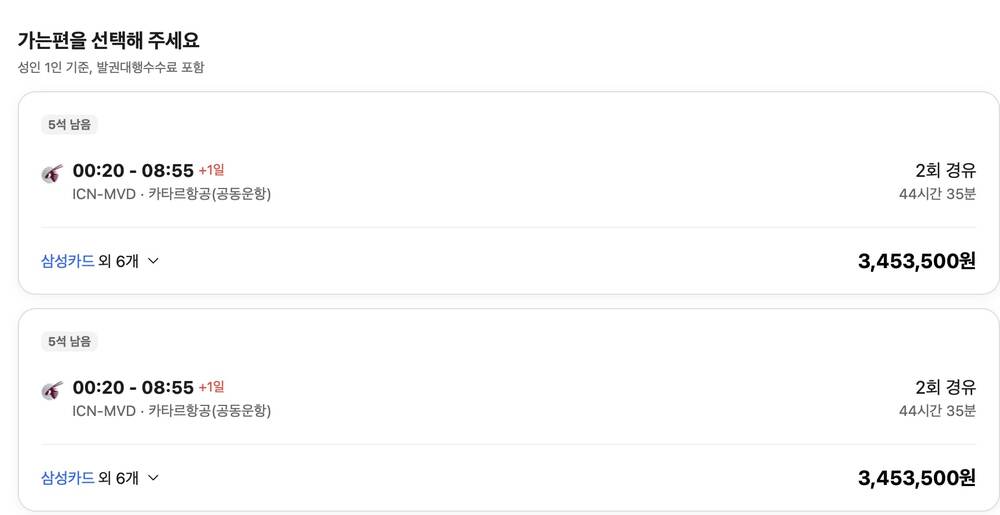 가는편을 선택해 주세요
성인 1인 기준, 발권대행수수료 포함
5석 남음
00:20 - 08:55 +1일
2회 경유
ICN-MVD · 카타르항공(공동운항)
44시간 35분
삼성카드 외 6개
3,453,500원
5석 남음
00:20 - 08:55 +1일
2회 경유
ICN-MVD · 카타르항공(공동운항)
44시간 35분
삼성카드 외 6개
3,453,500원